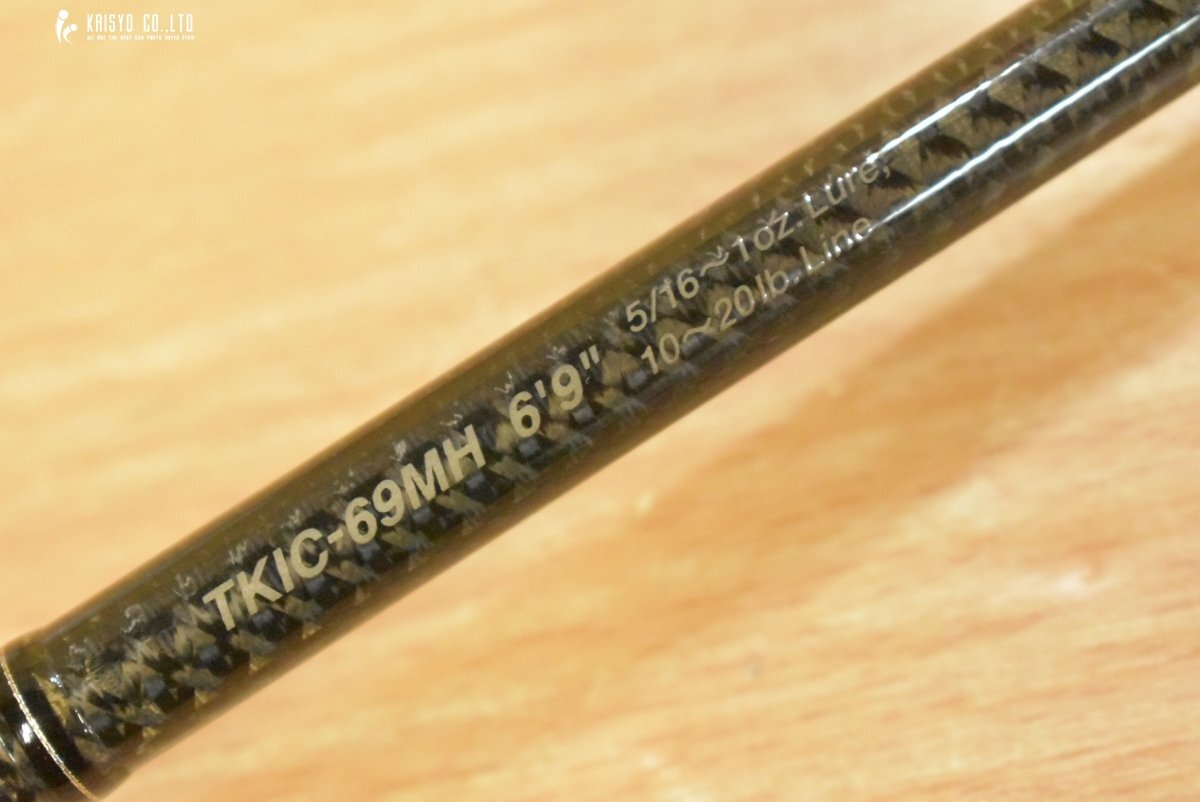 KRISYO CO.,LTD
TKIC-69MH 6'9"
5/16〜1oz. Lure,
10〜20lb. Line